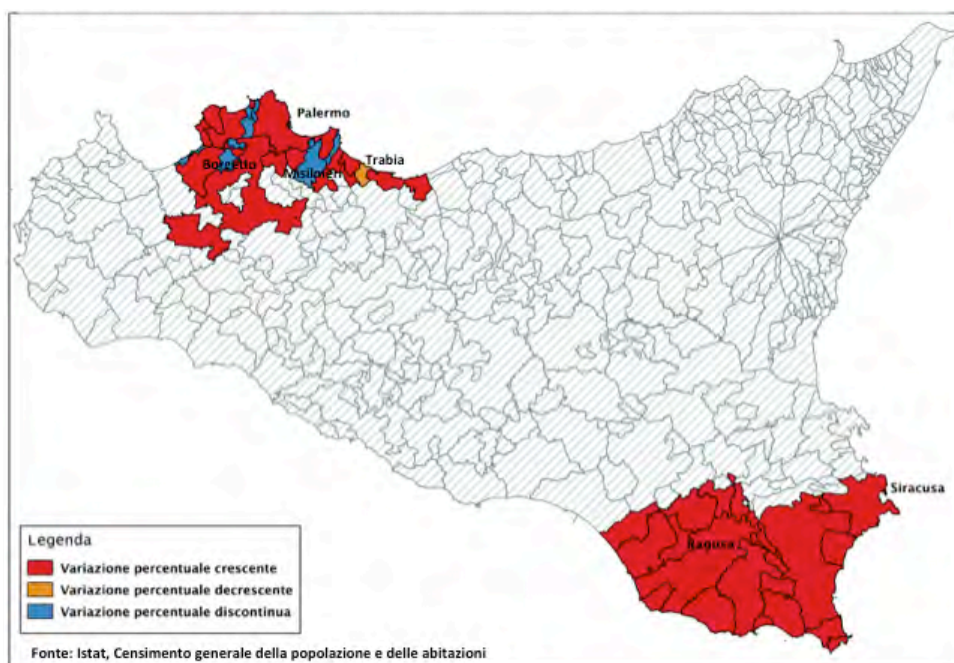 Palermo
Trabia
Borgetto
Misilmeri
Siracusa
Ragusa
Legenda
Variazione percentuale crescente
Variazione percentuale decrescente
Variazione percentuale discontinua
Fonte: Istat, Censimento generale della popolazione e delle abitazioni